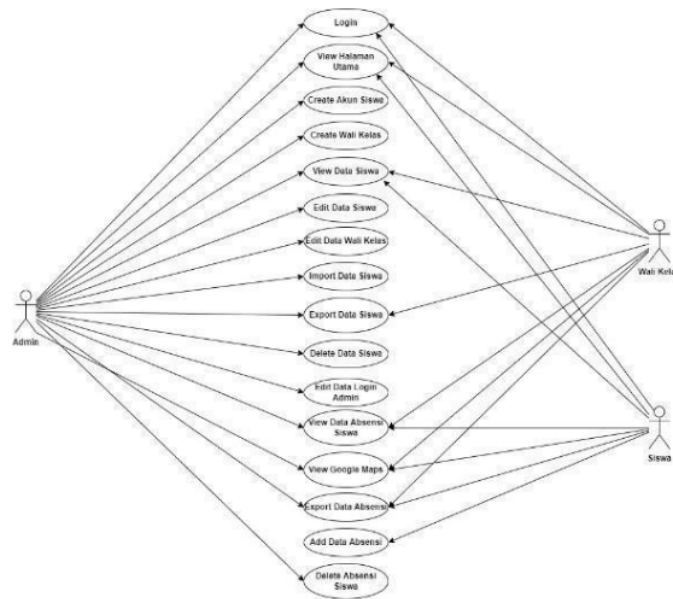 Login
View Halaman
Utama
Create Akun Siswa
Create Wali Kelas
View Data Siswa
Edit Data Siswa
Edit Data Wali Kelas
Import Data Siswa
Export Data Siswa
Delete Data Siswa
Edit Data Login
Admin
View Data Absensi
Siswa
View Google Maps
Export Data Absensi
Add Data Absensi
Delete Absensi
Siswa
Admin
Wali Kela
Siswa